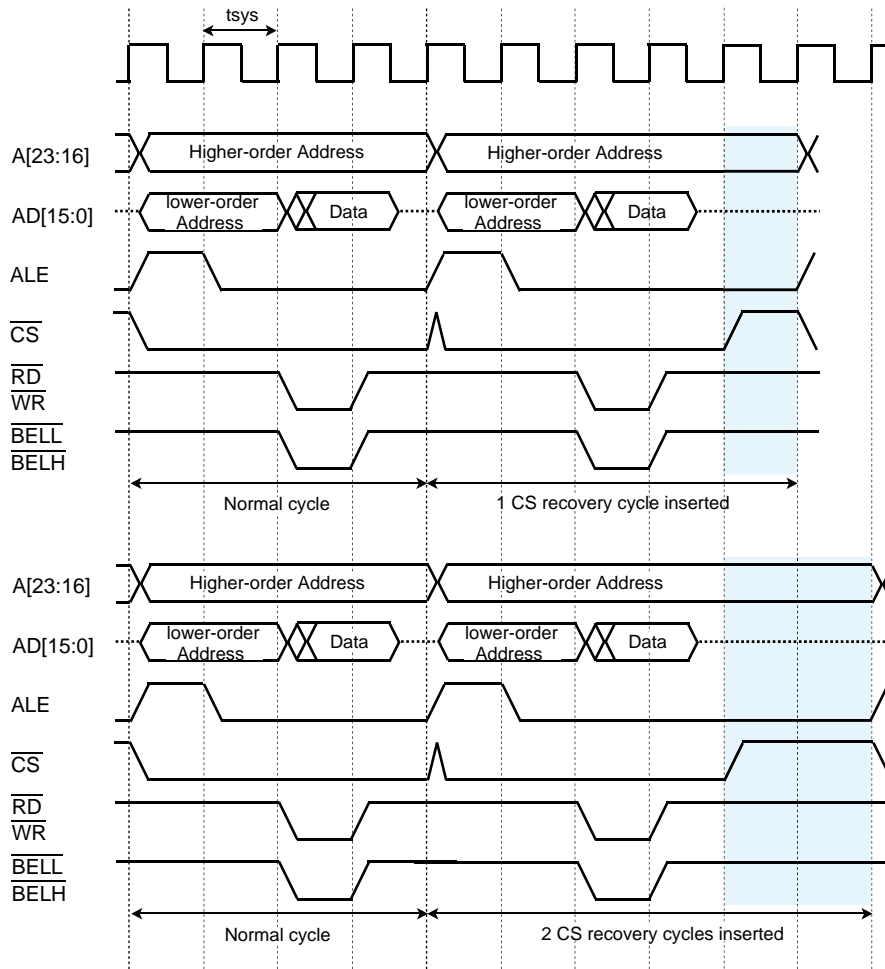 tsys
A[23:16]
Higher-order Address
Higher-order Address
AD[15:0]
lower-order
Address
Data
lower-order
Address
Data
ALE
CS
RD
WR
BELL
BELH
Normal cycle
1 CS recovery cycle inserted
A[23:16]
Higher-order Address
Higher-order Address
AD[15:0]
lower-order
Address
Data
lower-order
Address
Data
ALE
CS
RD
WR
BELL
BELH
Normal cycle
2 CS recovery cycles inserted